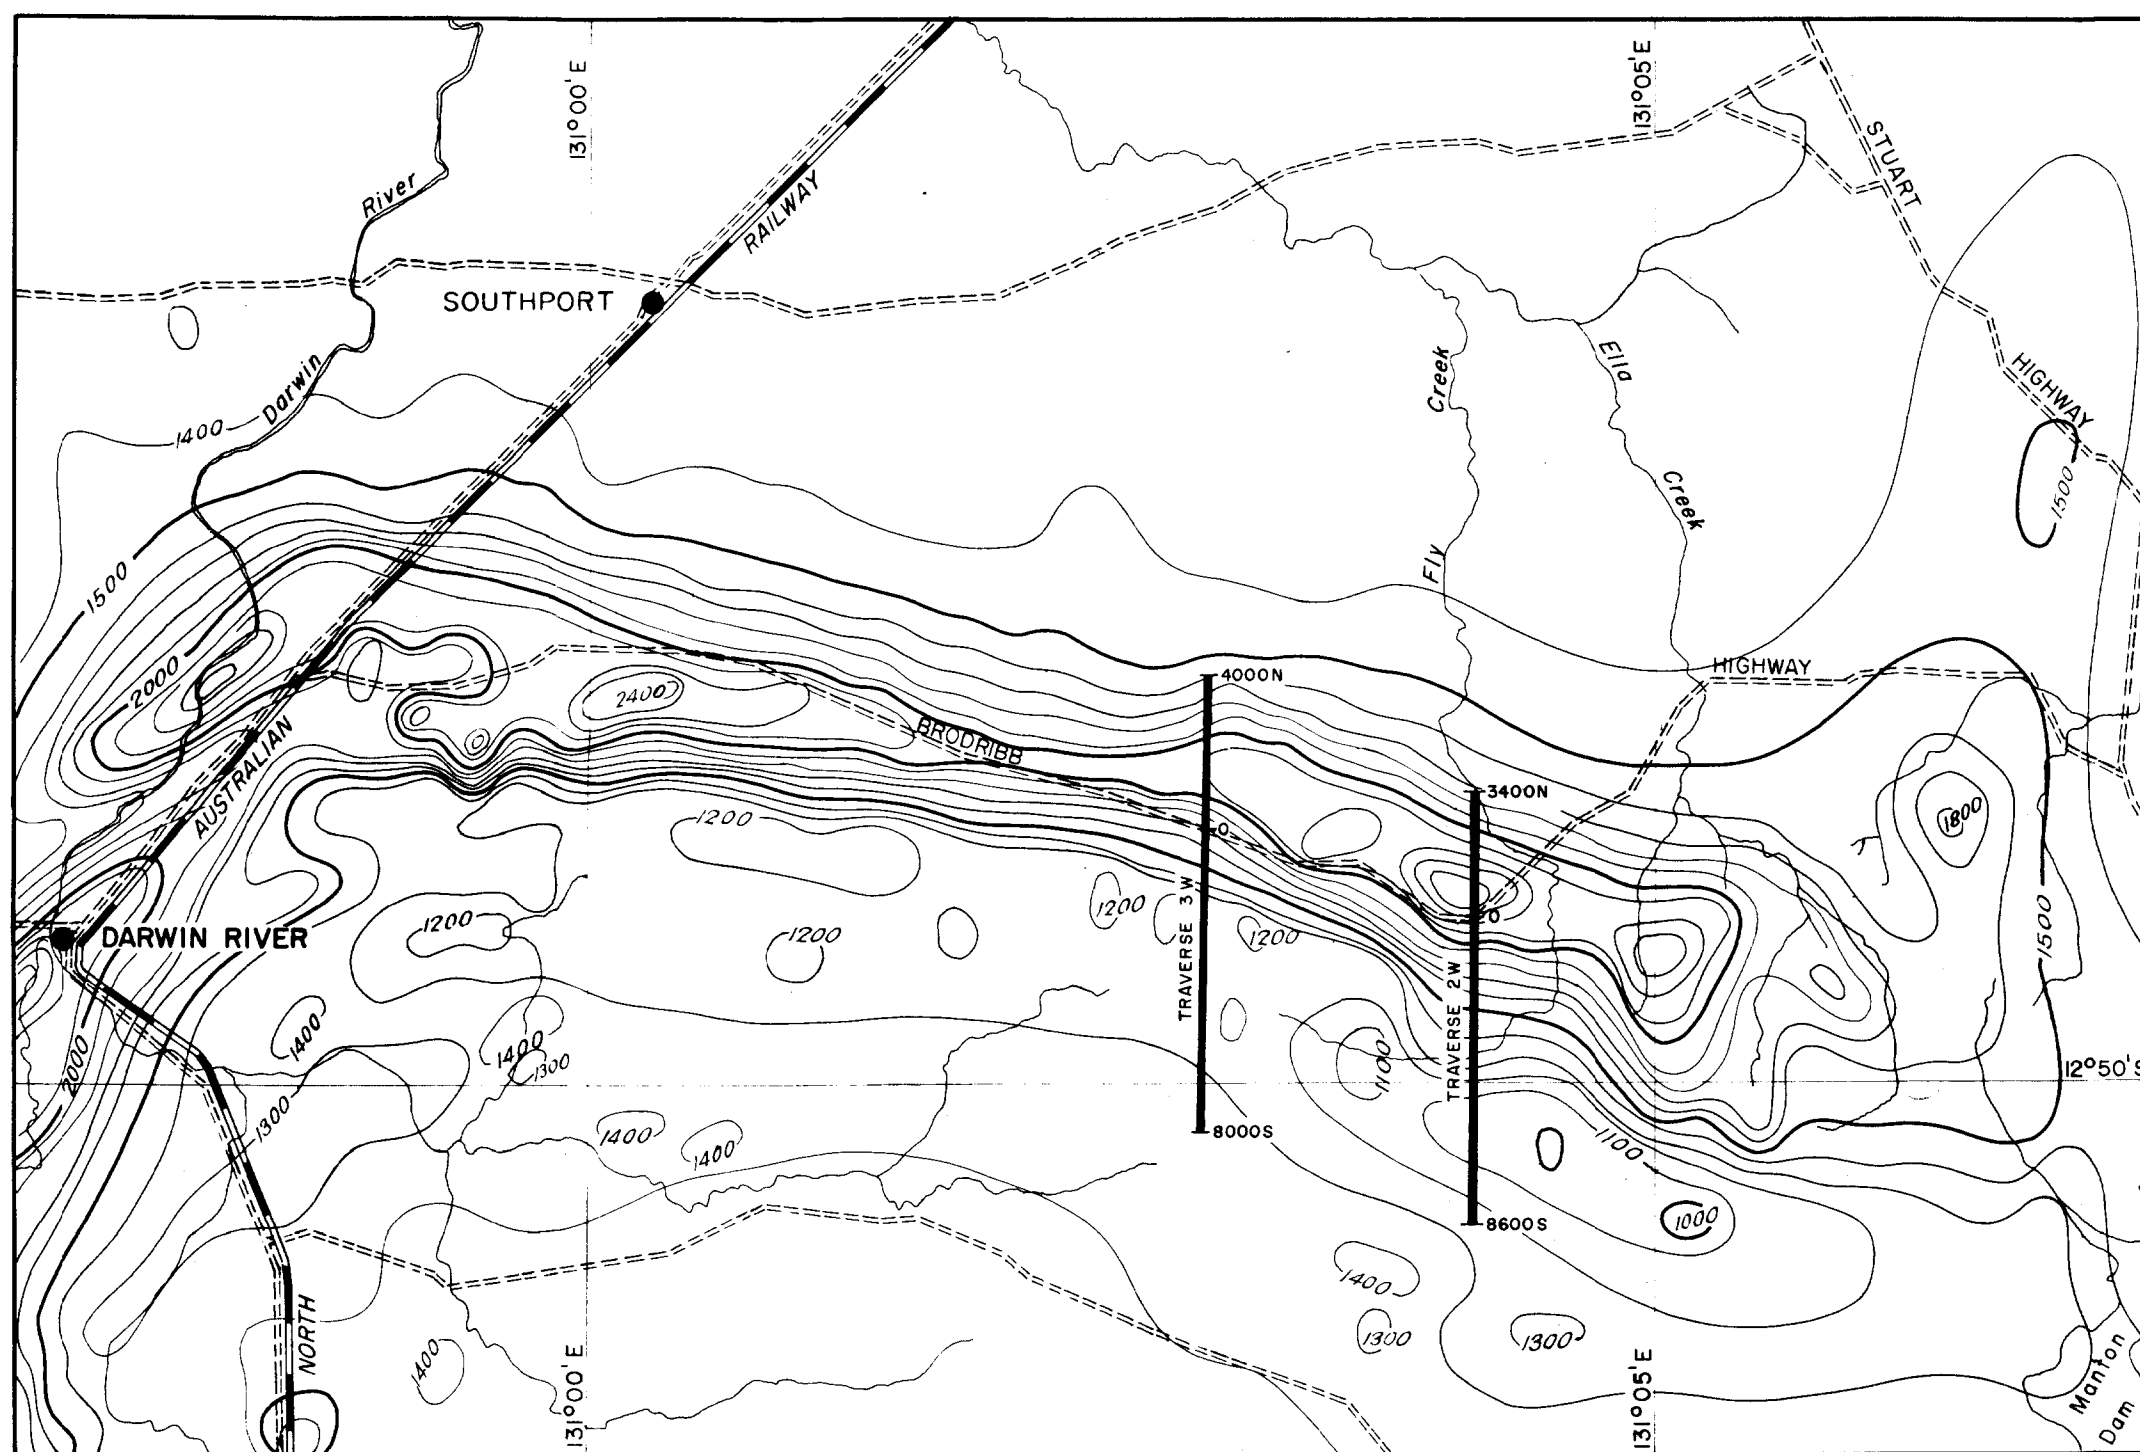 131°00'E
131°05'E
STUART
River
RAILWAY
SOUTHPORT
HIGHWAY
Darwin
Creek
Ella
1400
1500
Creek
Fly
1500
2000
HIGHWAY
4000N
2400
BRODRIBB
AUSTRALIAN
3400N
1800
1200
0
TRAVERSE 3 W
1200
1200
1200
1200
0
1500
DARWIN RIVER
TRAVERSE 2 W
1400
1400
1300
2000
1100
12°50'S
1300
1400
1400
8000S
1100
1000
8600S
1400
1300
1300
NORTH
1400
131°00'E
131°05'E
Manton
Dam